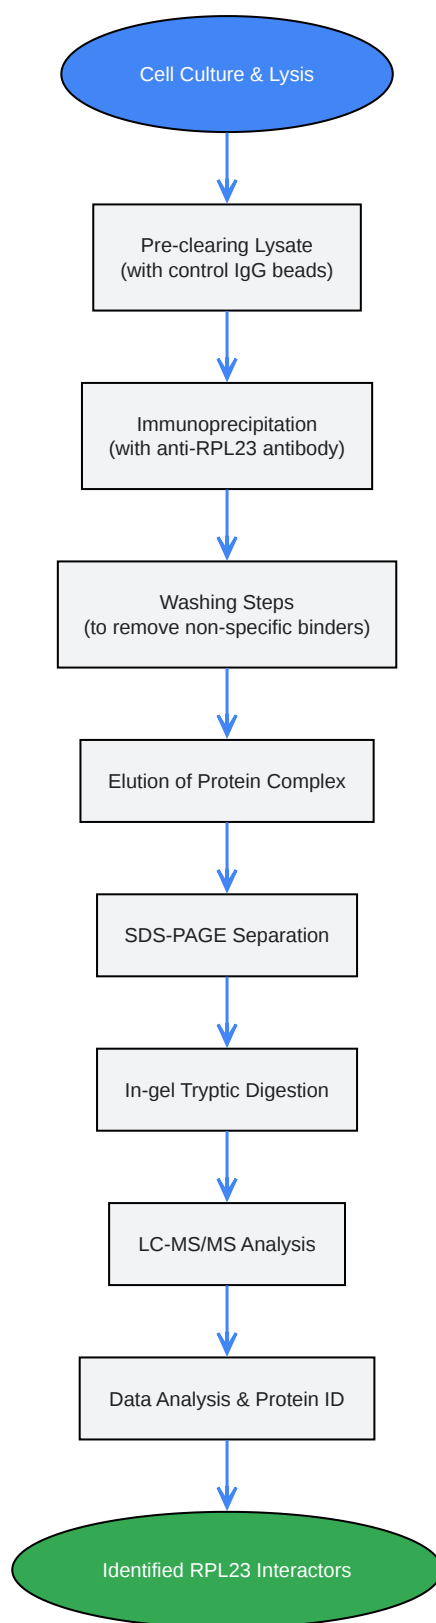 Cell Culture & Lysis
Pre-clearing Lysate
(with control IgG beads)
Immunoprecipitation
(with anti-RPL23 antibody)
Washing Steps
(to remove non-specific binders)
Elution of Protein Complex
SDS-PAGE Separation
In-gel Tryptic Digestion
LC-MS/MS Analysis
Data Analysis & Protein ID
Identified RPL23 Interactors